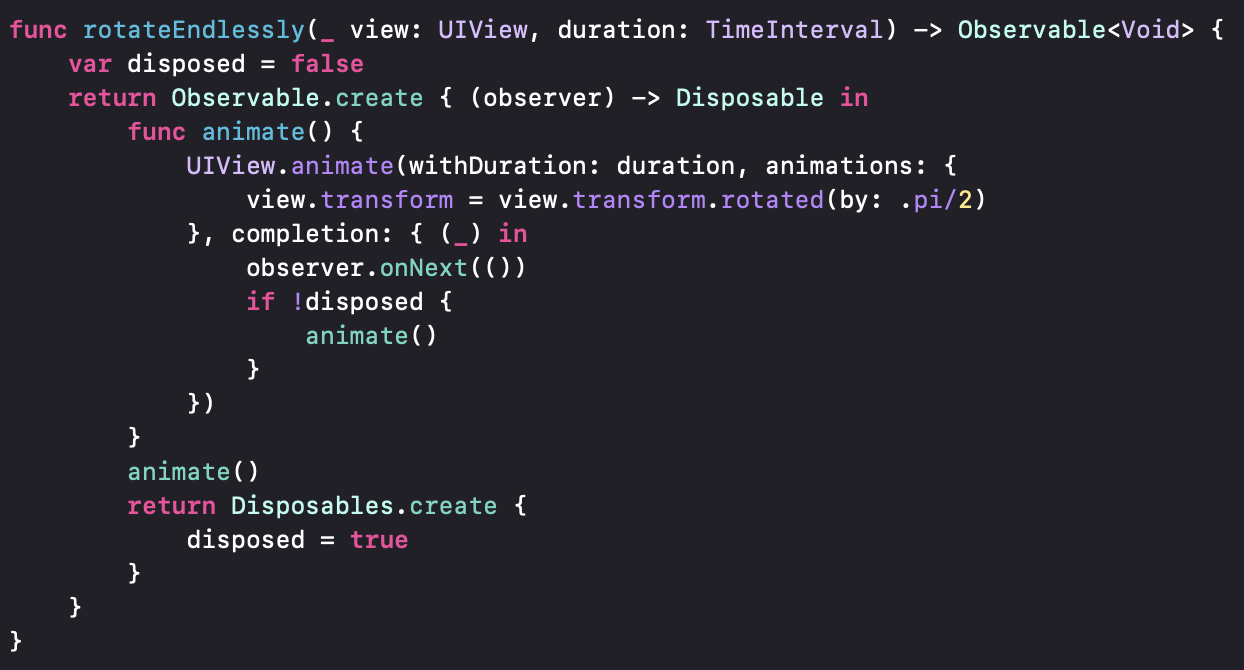 func rotateEndlessly(_ view: UIView, duration: TimeInterval) -> Observable<Void> {
    var disposed = false
    return Observable.create { (observer) -> Disposable in
        func animate() {
            UIView.animate(withDuration: duration, animations: {
                view.transform = view.transform.rotated(by: .pi/2)
            }, completion: { (_) in
                observer.onNext(())
                if !disposed {
                    animate()
                }
            })
        }
        animate()
        return Disposables.create {
            disposed = true
        }
    }
}